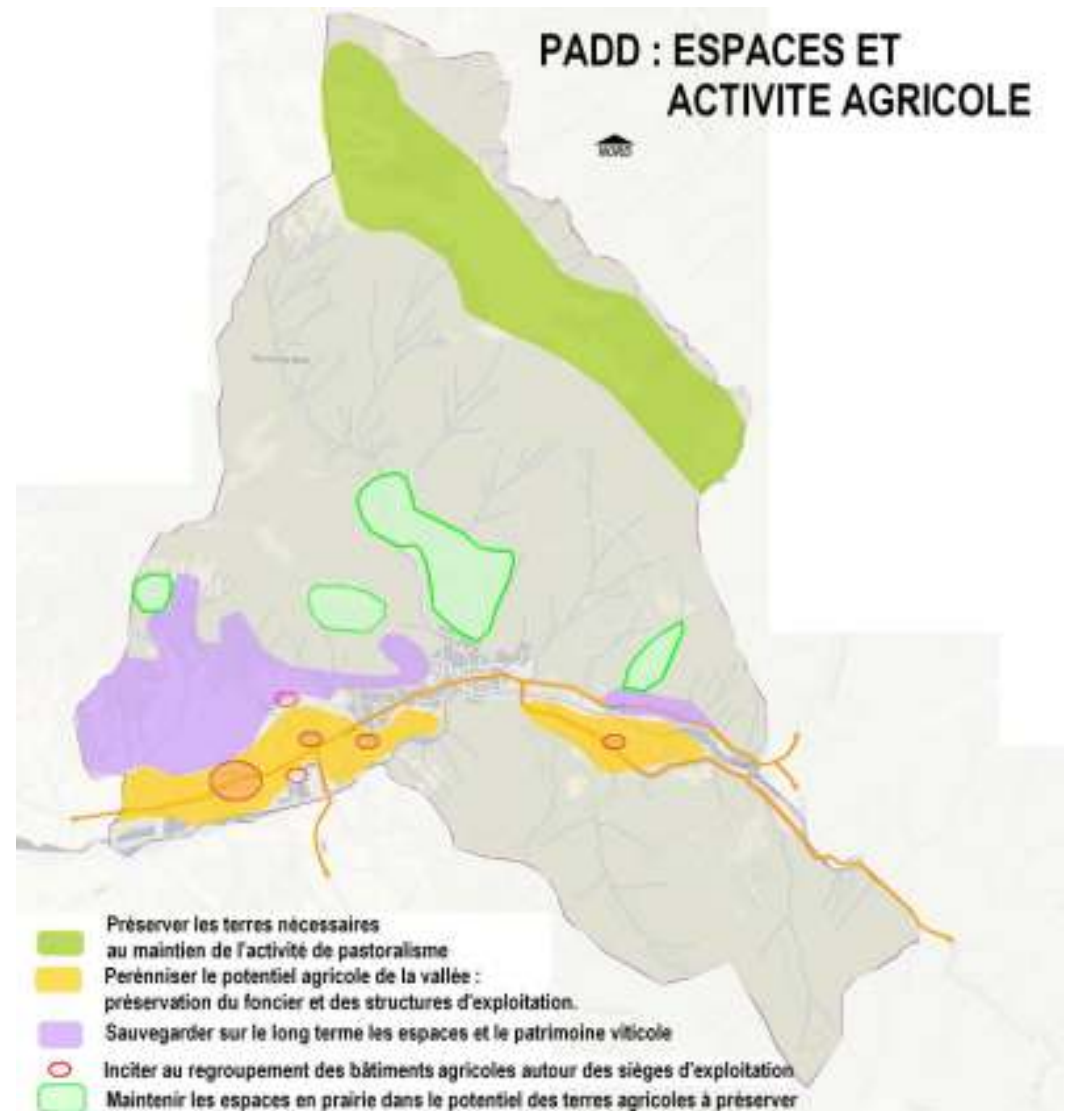 PADD : ESPACES ET
ACTIVITE AGRICOLE
NORD
Préserver les terres nécessaires
au maintien de l'activité de pastoralisme
Perénniser le potentiel agricole de la vallée :
préservation du foncier et des structures d'exploitation.
Sauvegarder sur le long terme les espaces et le patrimoine viticole
Inciter au regroupement des bâtiments agricoles autour des sièges d'exploitation
Maintenir les espaces en prairie dans le potentiel des terres agricoles à préserver